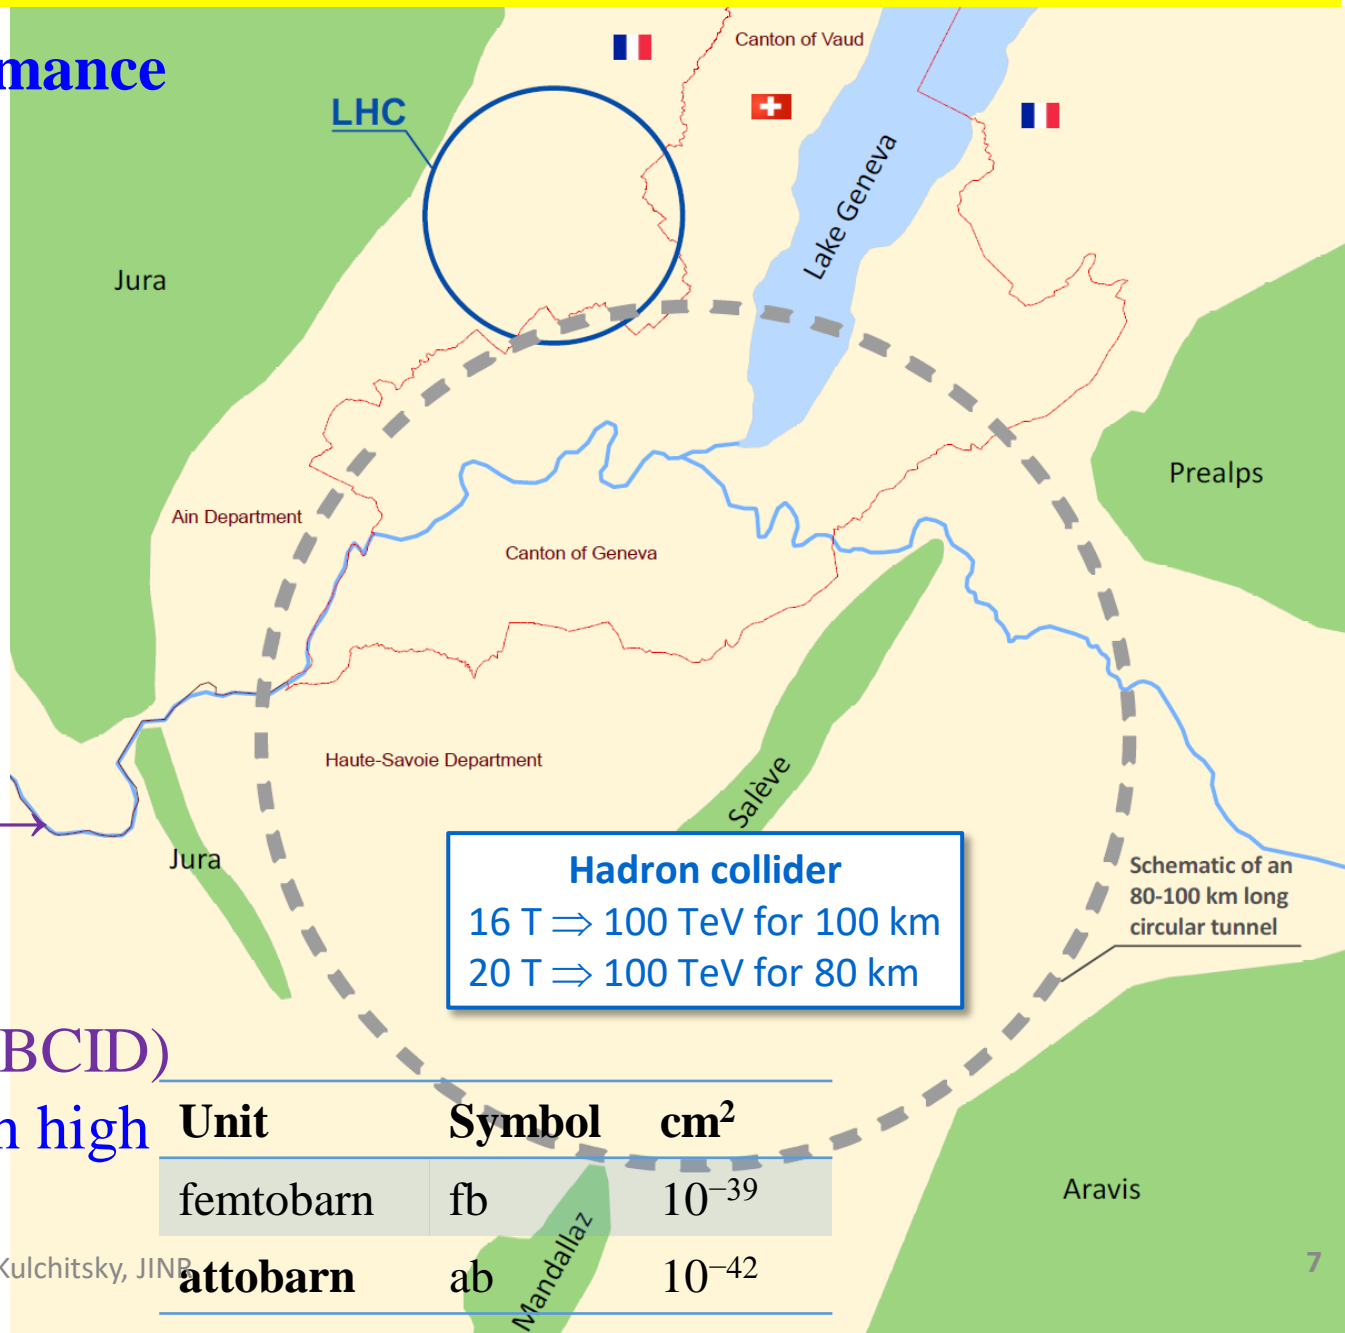 mance
Canton of Vaud
LHC
Lake Geneva
Jura
Prealps
Ain Department
Canton of Geneva
Haute-Savoie Department
Salève
Jura
Hadron collider
16 T ⇒ 100 TeV for 100 km
20 T ⇒ 100 TeV for 80 km
Schematic of an
80-100 km long
circular tunnel
BCID)
n high
Unit Symbol cm²
femtobarn fb 10⁻³⁹
attobarn ab 10⁻⁴²
Mandallaz
Aravis
Kulchitsky, JINR
7